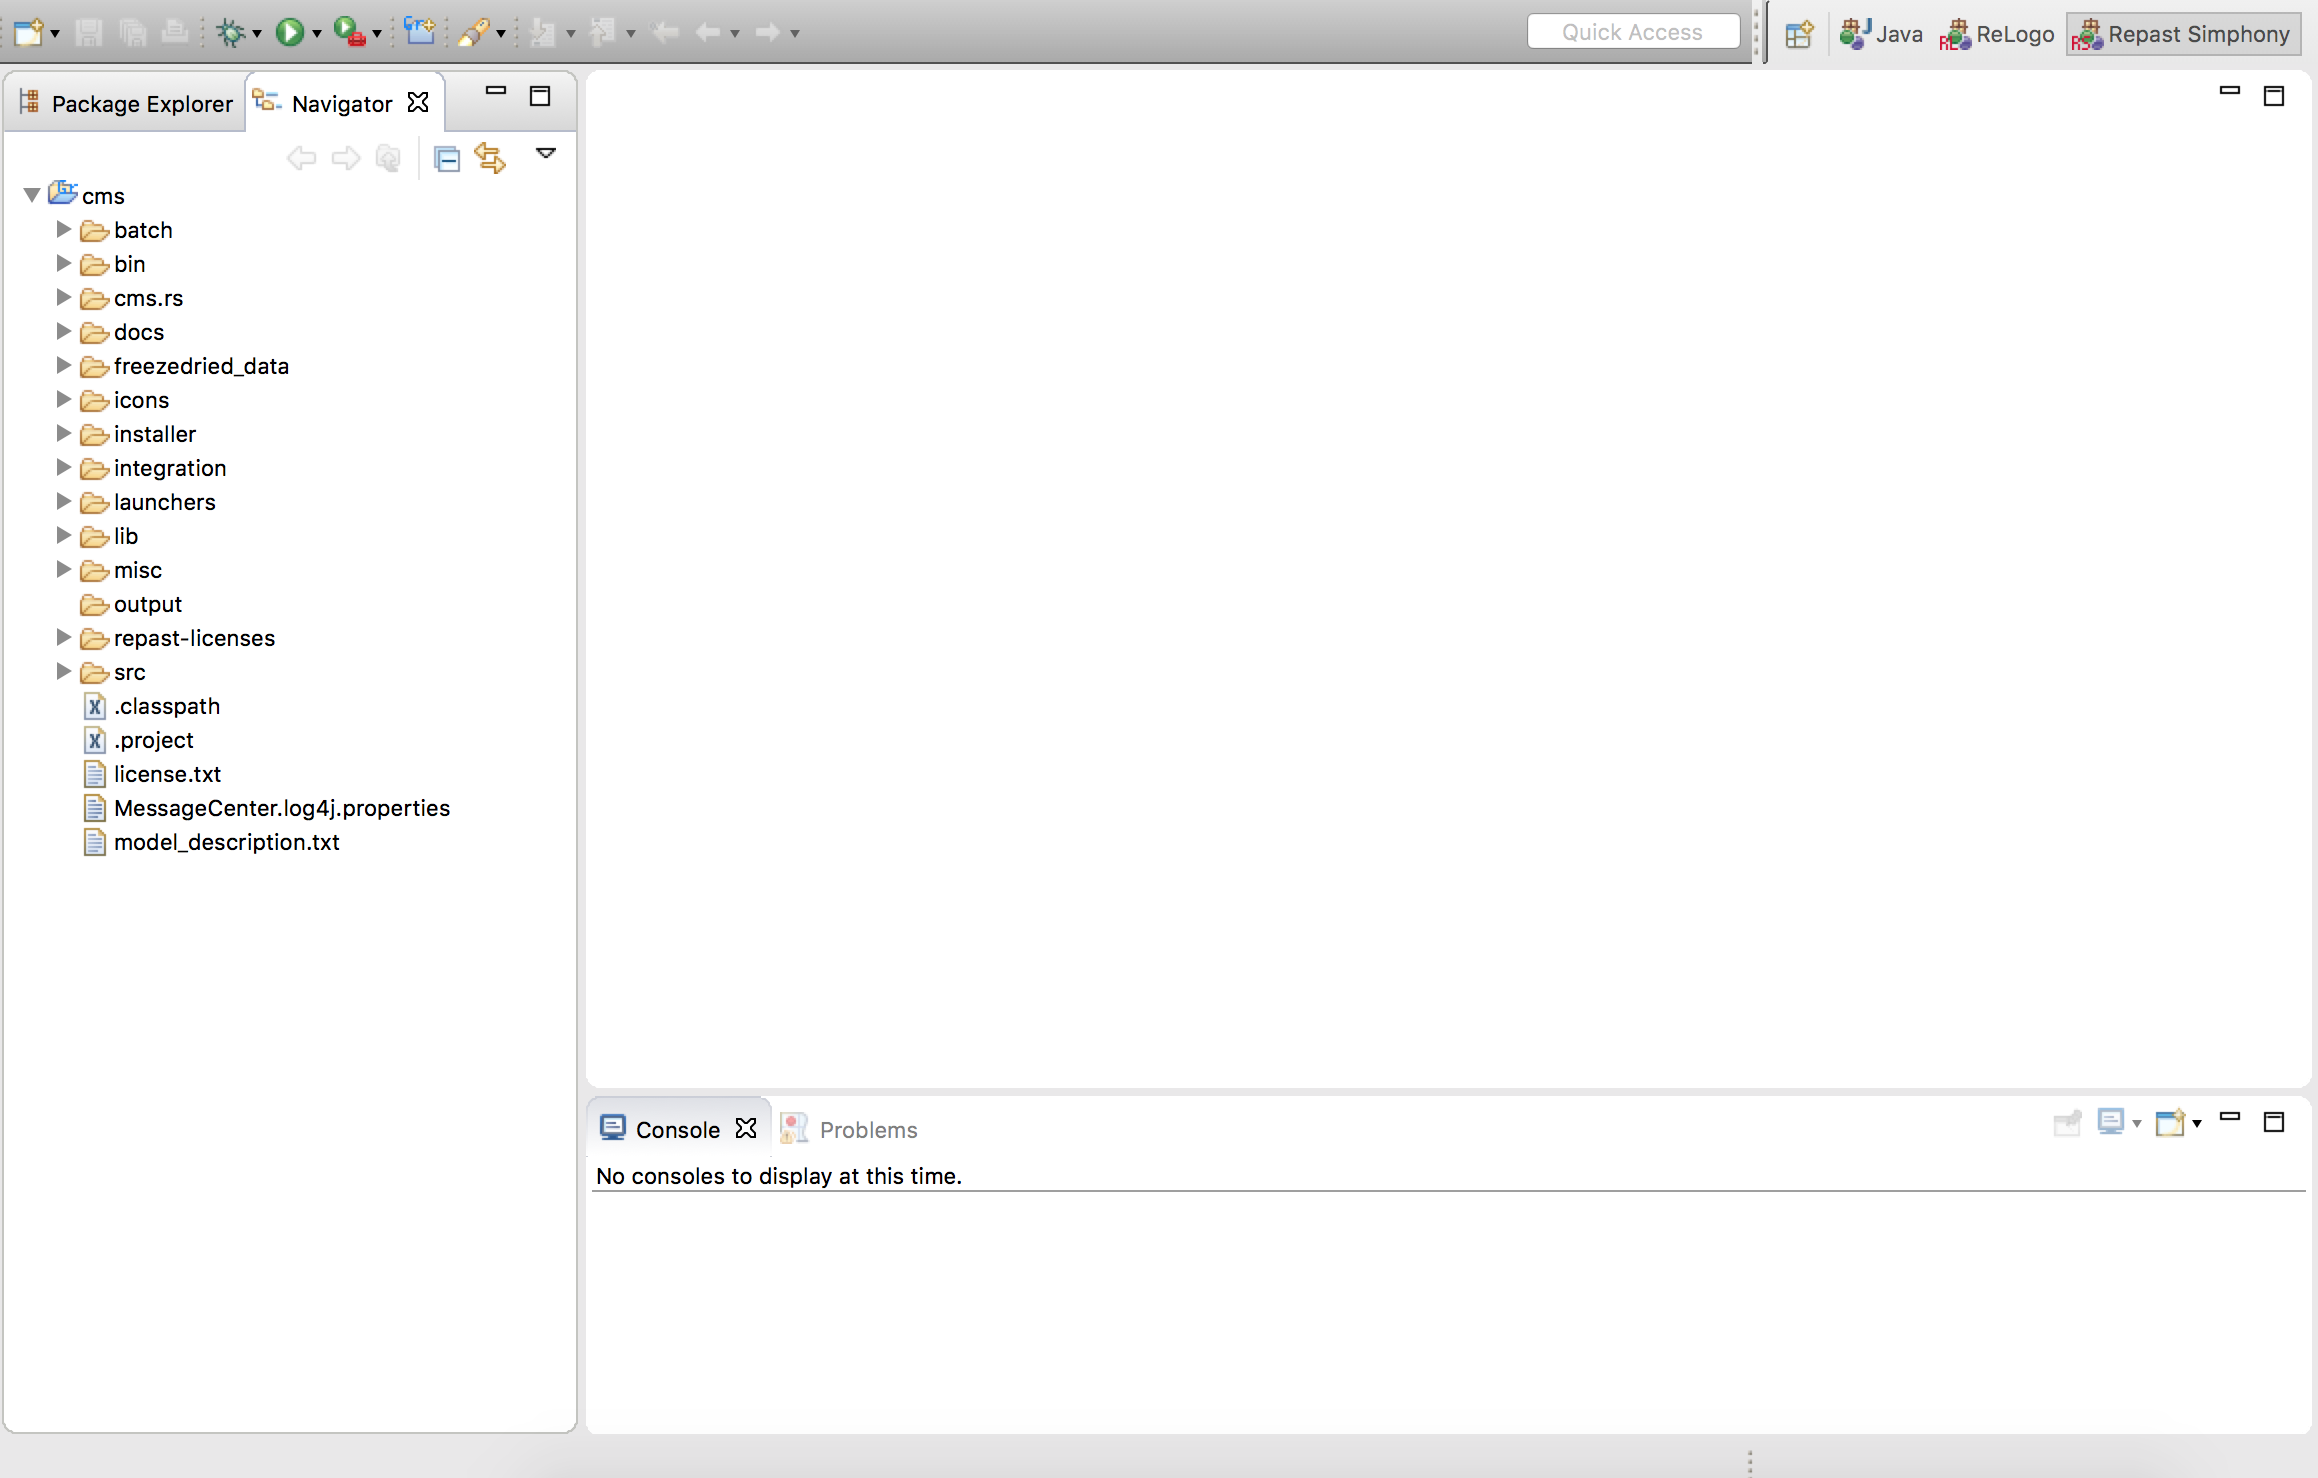 Quick Access
Java
ReLogo
Repast Simphony
Package Explorer
Navigator
cms
batch
bin
cms.rs
docs
freezedried_data
icons
installer
integration
launchers
lib
misc
output
repast-licenses
src
.classpath
.project
license.txt
MessageCenter.log4j.properties
model_description.txt
Console
Problems
No consoles to display at this time.